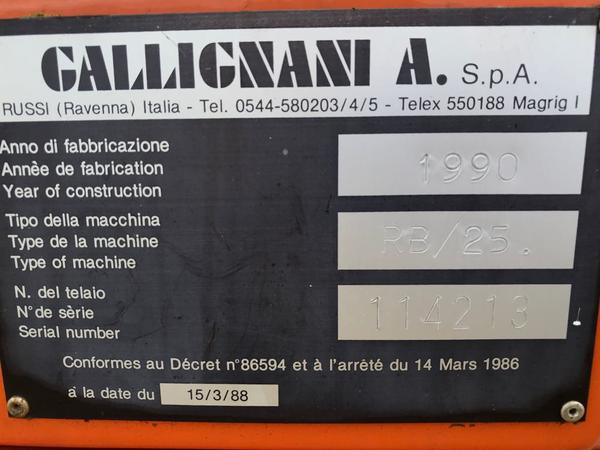 GALLIGNANI A. S.p.A.
RUSSI (Ravenna) Italia - Tel. 0544-580203/4/5 - Telex 550188 Magrig I
Anno di fabbricazione
Annèe de fabrication
Year of construction
1990
Tipo della macchina
Type de la machine
Type of machine
RB/25.
N. del telaio
N° de sèrie
Serial number
114213
Conformes au Décret n°86594 et à l'arrêté du 14 Mars 1986
à la date du 15/3/88